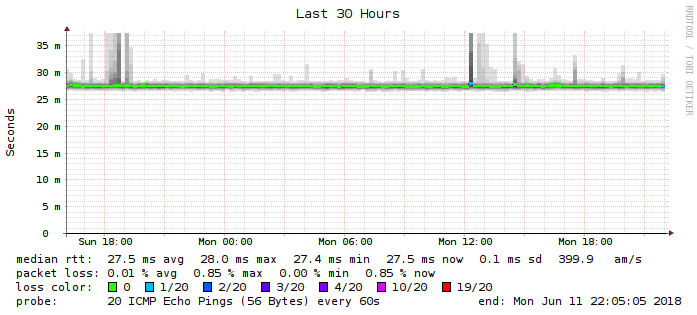 Last 30 Hours
RRDTOOL / TOBI OETIKER
Seconds
35 m
30 m
25 m
20 m
15 m
10 m
5 m
0
Sun 18:00 Mon 00:00 Mon 06:00 Mon 12:00 Mon 18:00
median rtt: 27.5 ms avg 28.0 ms max 27.4 ms min 27.5 ms now 0.1 ms sd 399.9 am/s
packet loss: 0.01 % avg 0.85 % max 0.00 % min 0.85 % now
loss color: 0 1/20 2/20 3/20 4/20 10/20 19/20
probe: 20 ICMP Echo Pings (56 Bytes) every 60s end: Mon Jun 11 22:05:05 2018